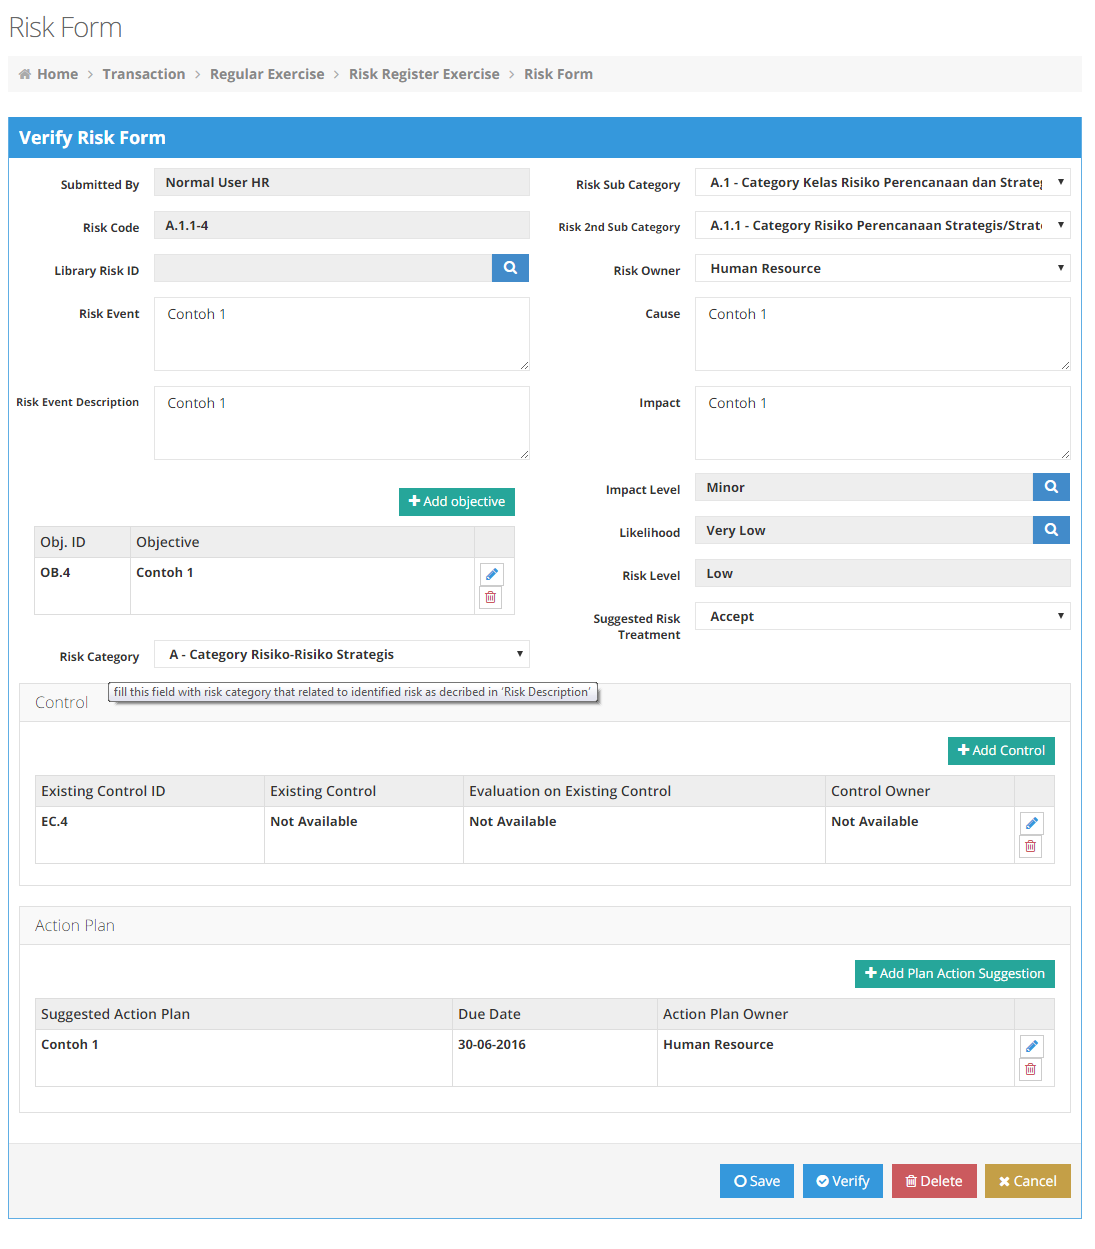 Risk Form
Home > Transaction > Regular Exercise > Risk Register Exercise > Risk Form
Verify Risk Form
Submitted By
Normal User HR
Risk Code
A.1.1-4
Library Risk ID
Risk Event
Contoh 1
Risk Event Description
Contoh 1
Add objective
Obj. ID Objective
OB.4 Contoh 1
Risk Category
A - Category Risiko-Risiko Strategis
Risk Sub Category
A.1 - Category Kelas Risiko Perencanaan dan Strateg
Risk 2nd Sub Category
A.1.1 - Category Risiko Perencanaan Strategis/Strat
Risk Owner
Human Resource
Cause
Contoh 1
Impact
Contoh 1
Impact Level
Minor
Likelihood
Very Low
Risk Level
Low
Suggested Risk
Treatment
Accept
fill this field with risk category that related to identified risk as decribed in 'Risk Description'
Control
Add Control
Existing Control ID Existing Control Evaluation on Existing Control Control Owner
EC.4 Not Available Not Available Not Available
Action Plan
Add Plan Action Suggestion
Suggested Action Plan Due Date Action Plan Owner
Contoh 1 30-06-2016 Human Resource
Save Verify Delete Cancel